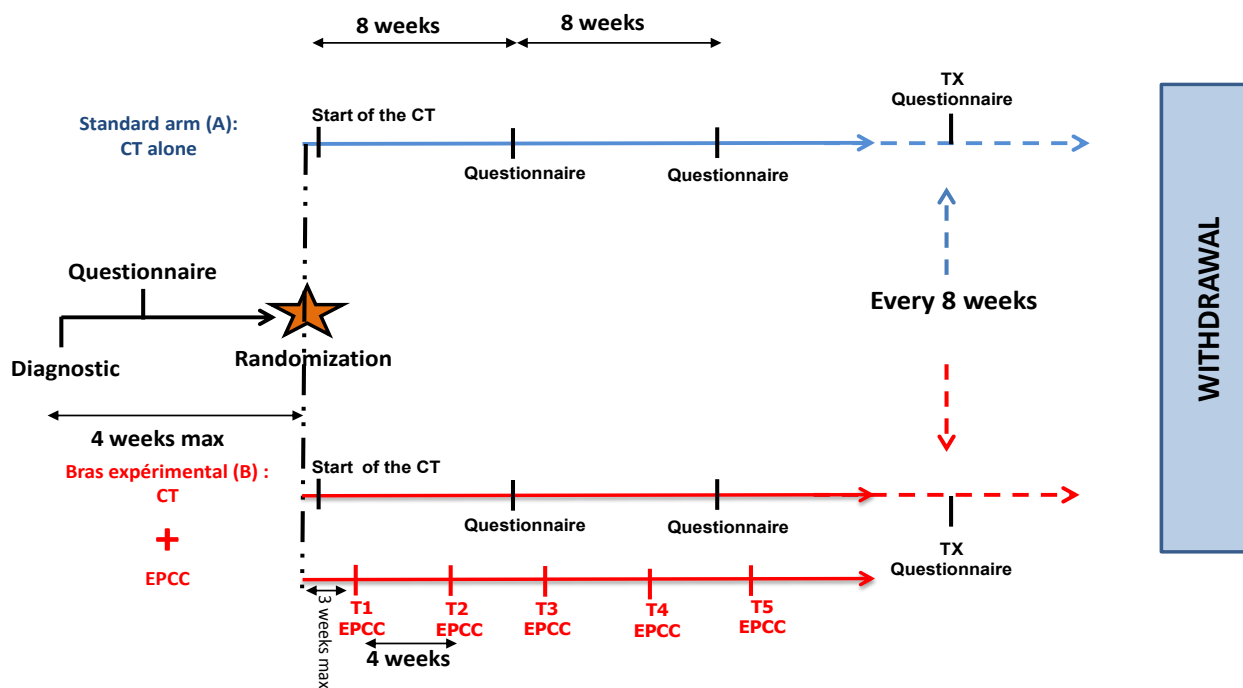 8 weeks
8 weeks
TX
Questionnaire
Start of the CT
Standard arm (A):
CT alone
Questionnaire
Questionnaire
WITHDRAWAL
Questionnaire
Every 8 weeks
Diagnostic
Randomization
4 weeks max
Bras expérimental (B) :
CT
+
EPCC
Start of the CT
Questionnaire
Questionnaire
TX
Questionnaire
3 weeks max
T1
EPCC
T2
EPCC
T3
EPCC
T4
EPCC
T5
EPCC
4 weeks